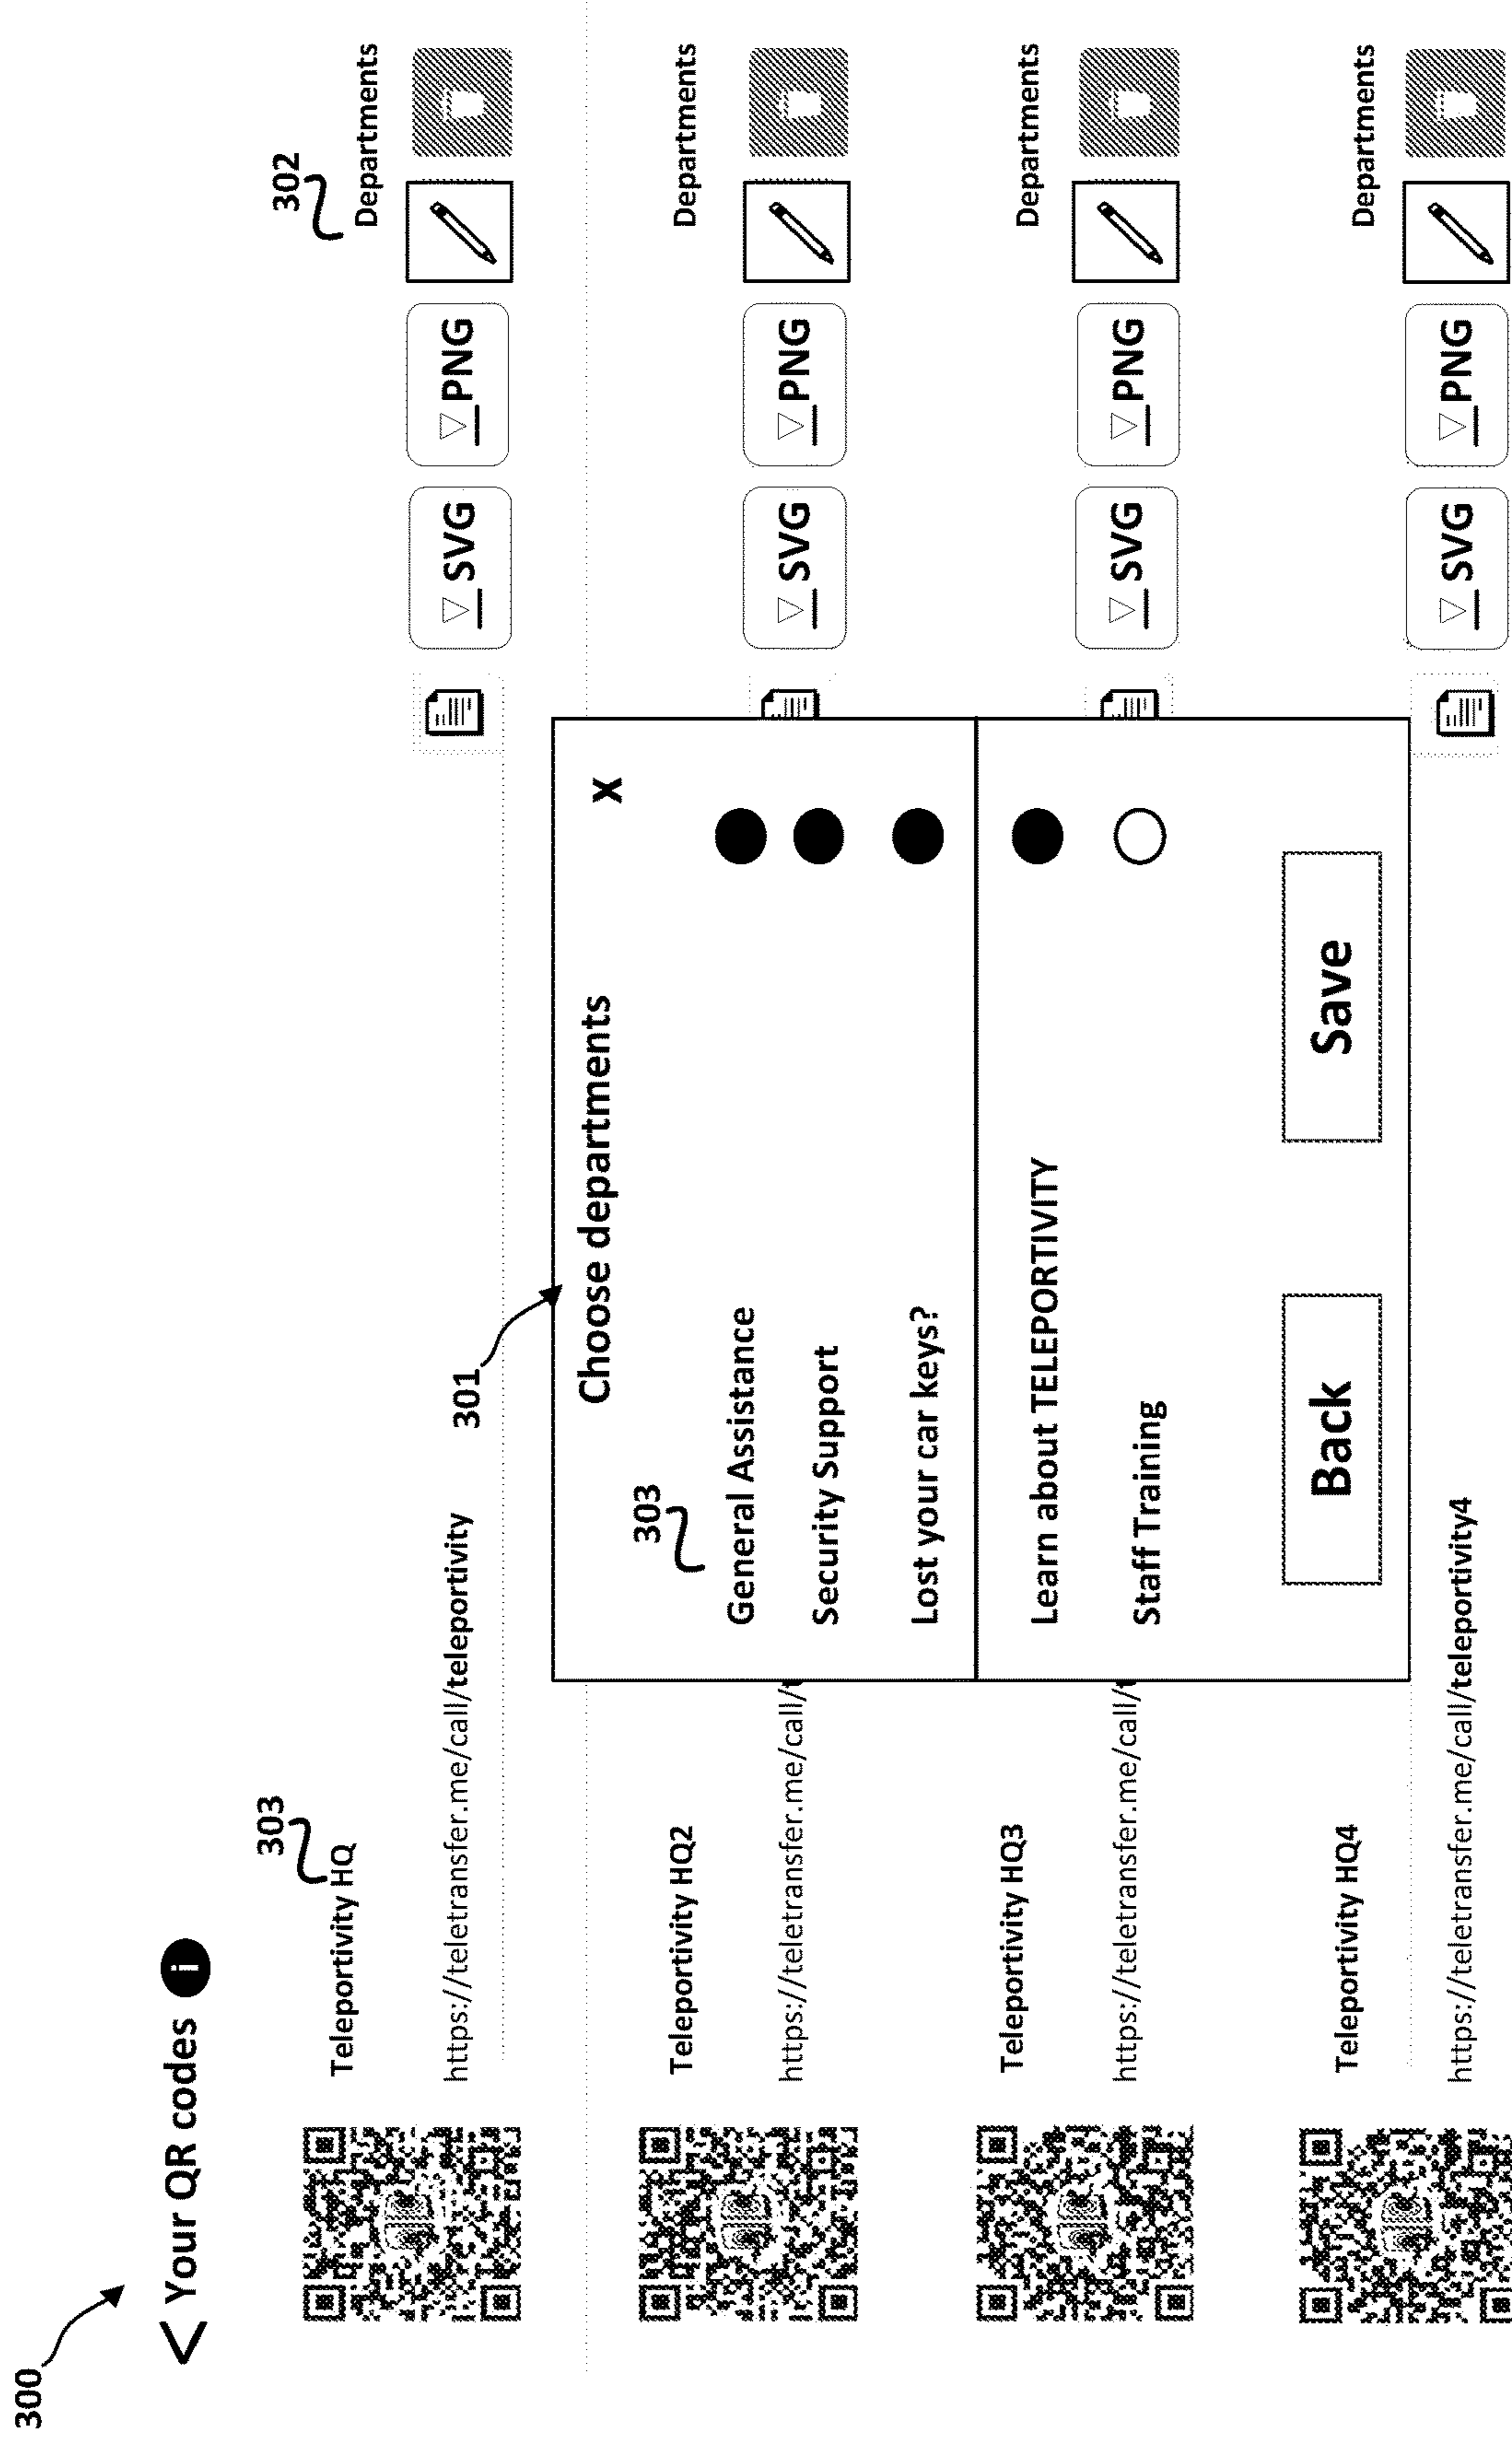 300
< Your QR codes i
303
302
Teleportivity HQ
Departments
https://teletransfer.me/call/teleportivity
SVG
PNG
301
Choose departments
X
303
General Assistance
Security Support
Lost your car keys?
Learn about TELEPORTIVITY
Staff Training
Back
Save
Teleportivity HQ2
Departments
https://teletransfer.me/call/
SVG
PNG
Teleportivity HQ3
Departments
https://teletransfer.me/call/
SVG
PNG
Teleportivity HQ4
Departments
https://teletransfer.me/call/teleportivity4
SVG
PNG